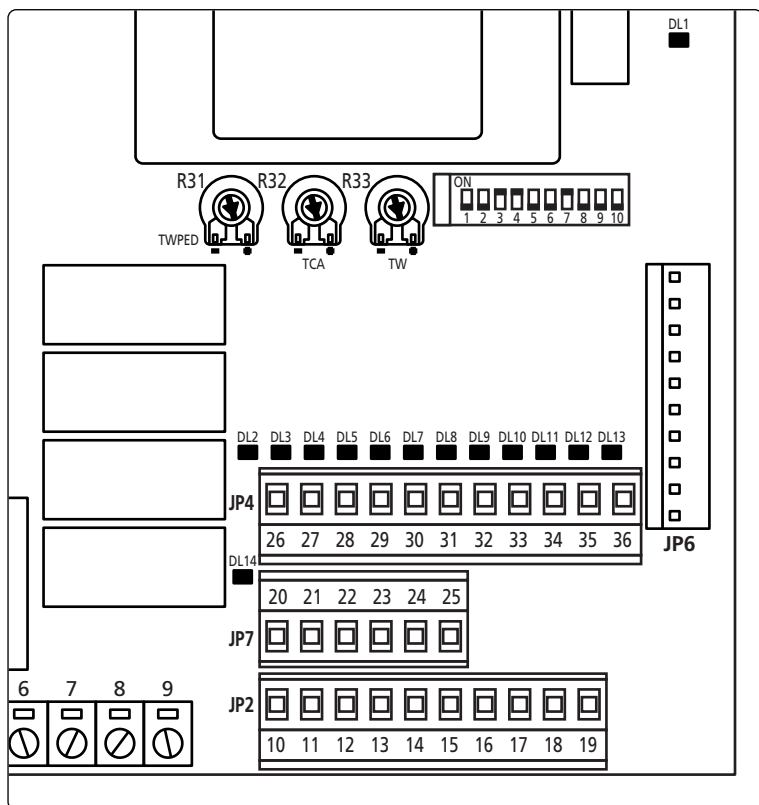 DL1
R31 R32 R33
ON
1 2 3 4 5 6 7 8 9 10
TWPED
TCA TW
DL2 DL3 DL4 DL5 DL6 DL7 DL8 DL9 DL10 DL11 DL12 DL13
JP4
26 27 28 29 30 31 32 33 34 35 36
JP6
DL14
20 21 22 23 24 25
JP7
6 7 8 9
JP2
10 11 12 13 14 15 16 17 18 19